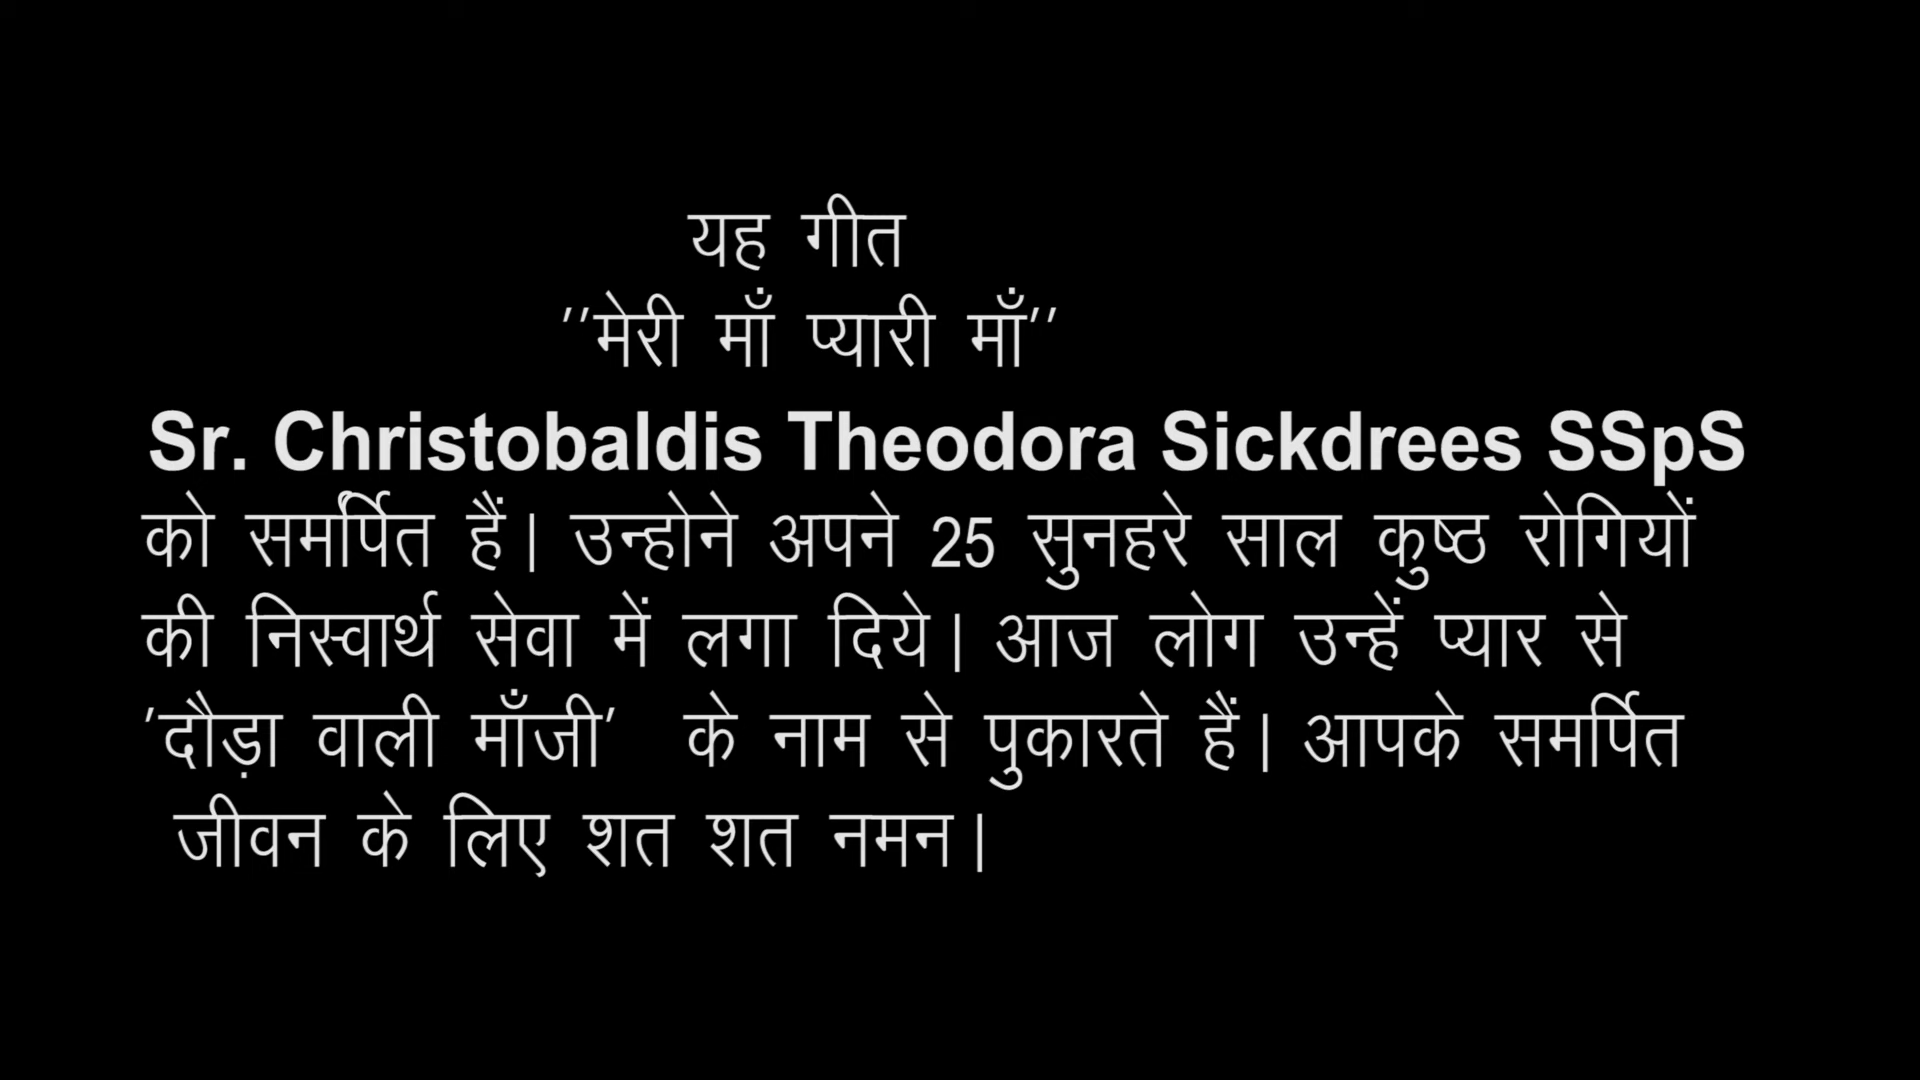 यह गीत
''मेरी माँ प्यारी माँ''
Sr. Christobaldis Theodora Sickdrees SSpS
को समर्पित हैं। उन्होने अपने 25 सुनहरे साल कुष्ठ रोगियों
की निस्वार्थ सेवा में लगा दिये। आज लोग उन्हें प्यार से
'दौड़ा वाली माँजी' के नाम से पुकारते हैं। आपके समर्पित
जीवन के लिए शत शत नमन।